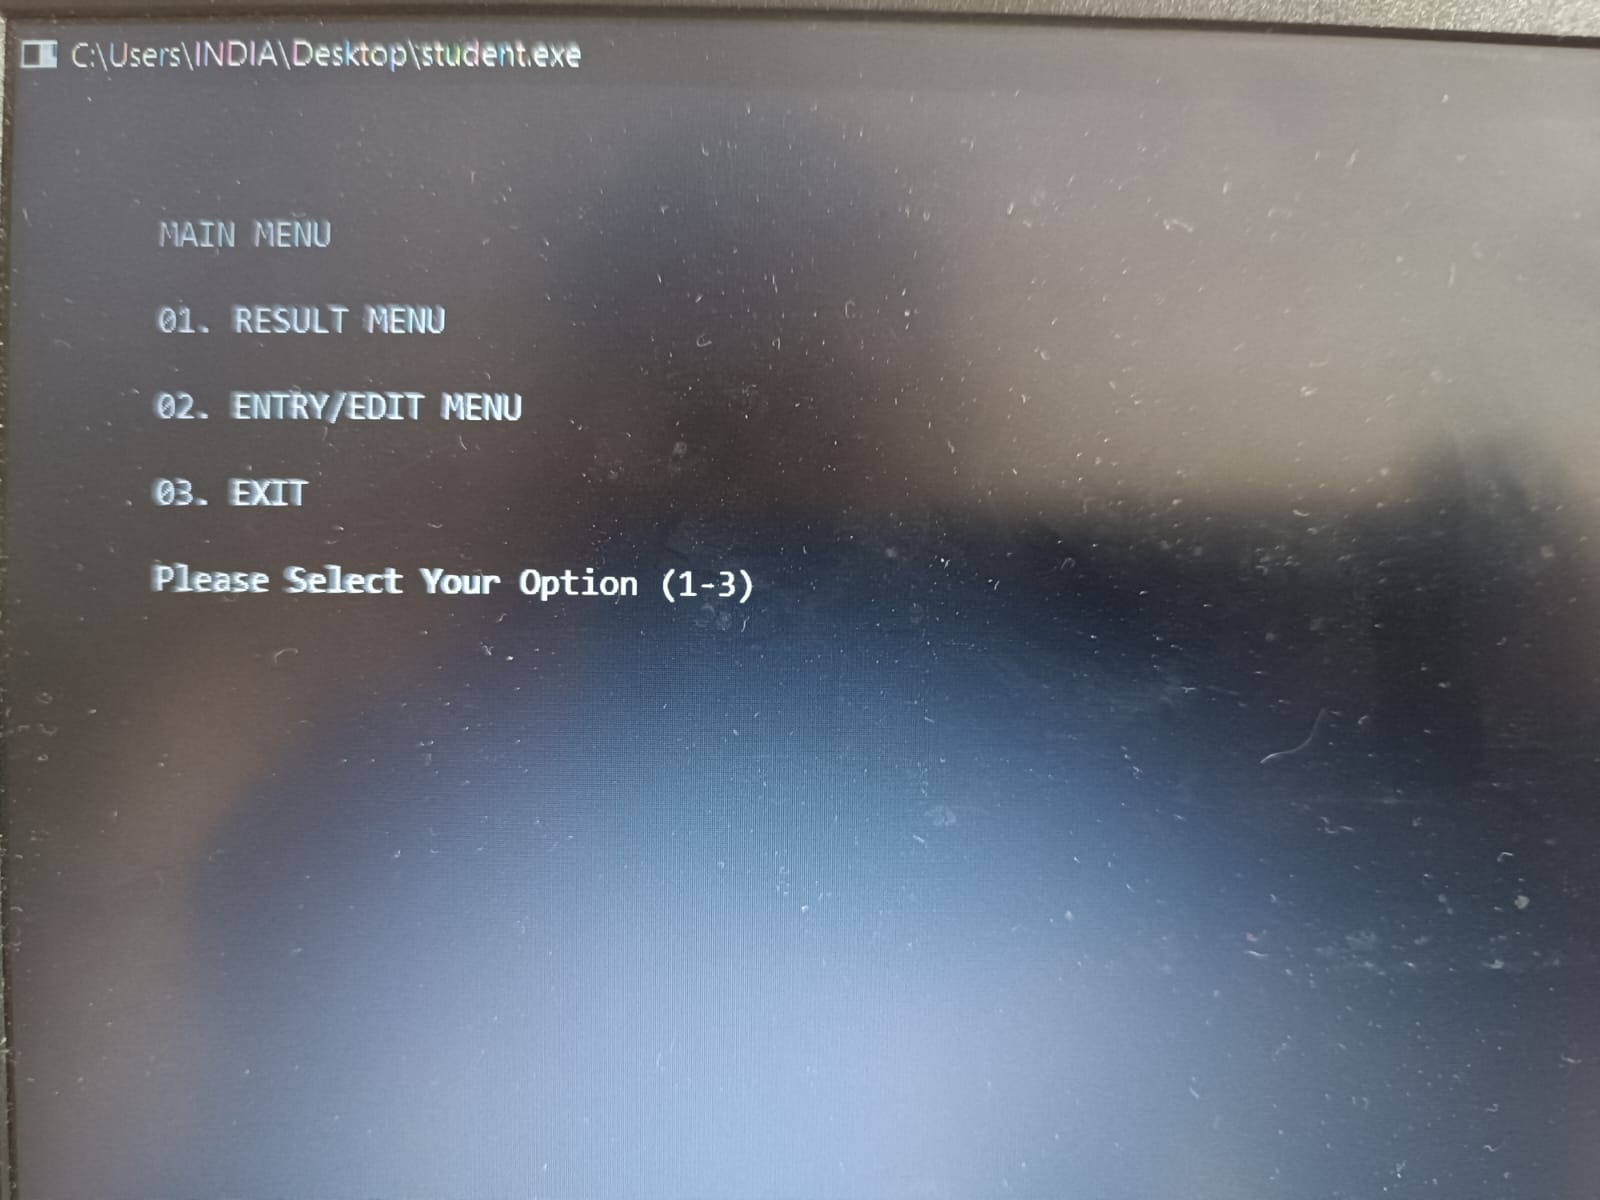 C:\Users\INDIA\Desktop\student.exe
MAIN MENU
01. RESULT MENU
02. ENTRY/EDIT MENU
03. EXIT
Please Select Your Option (1-3)